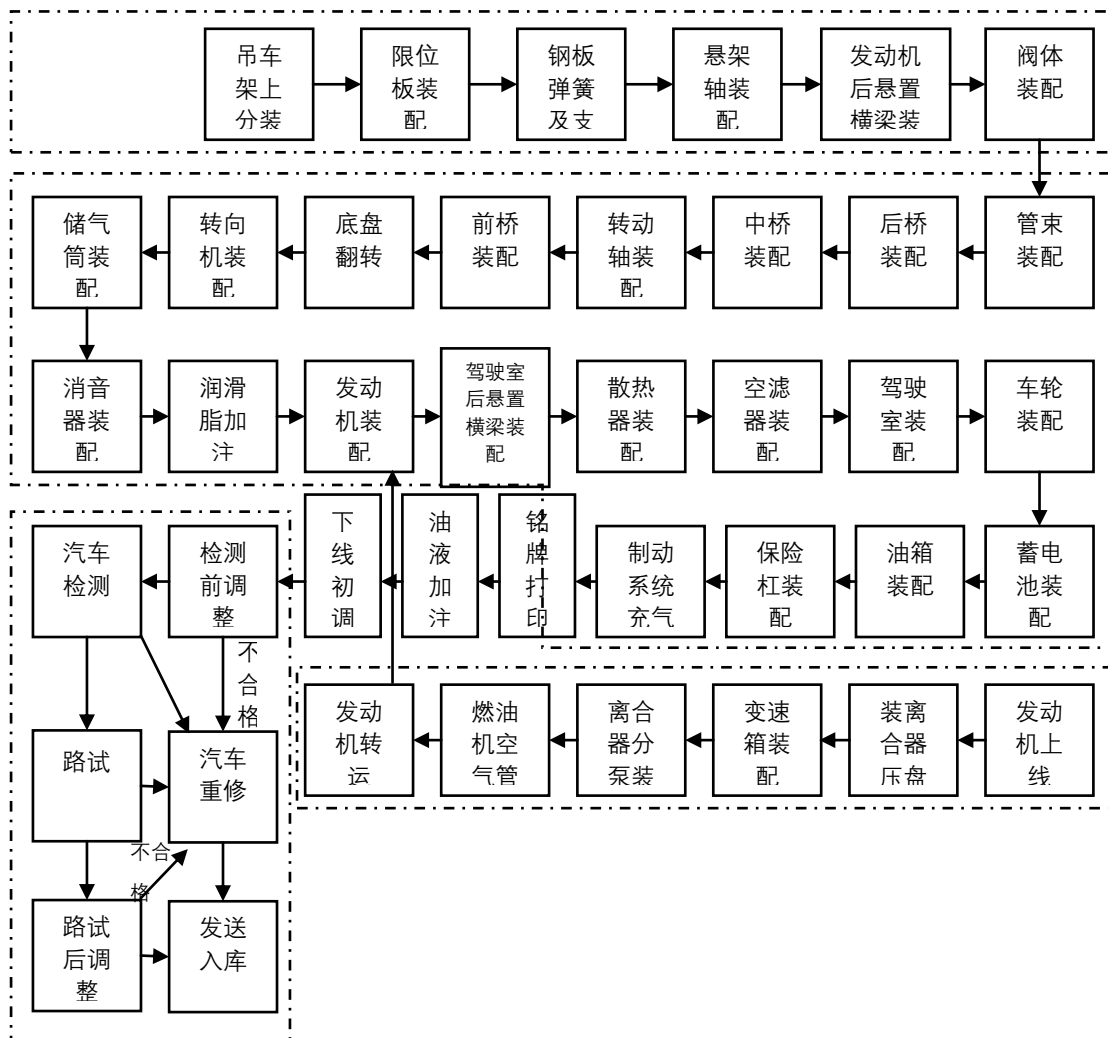 吊车
架上
分装
限位
板装
配
钢板
弹簧
及支
悬架
轴装
配
发动机
后悬置
横梁装
阀体
装配
储气
筒装
配
转向
机装
配
底盘
翻转
前桥
装配
转动
轴装
配
中桥
装配
后桥
装配
管束
装配
消音
器装
配
润滑
脂加
注
发动
机装
配
驾驶室
后悬置
横梁装
配
散热
器装
配
空滤
器装
配
驾驶
室装
配
车轮
装配
汽车
检测
检测
前调
整
下
线
初
调
油
液
加
注
铭
牌
打
印
制动
系统
充气
保险
杠装
配
油箱
装配
蓄电
池装
配
不
合
格
路试
汽车
重修
发动
机转
运
燃油
机空
气管
离合
器分
泵装
变速
箱装
配
装离
合器
压盘
发动
机上
线
不合
格
路试
后调
整
发送
入库